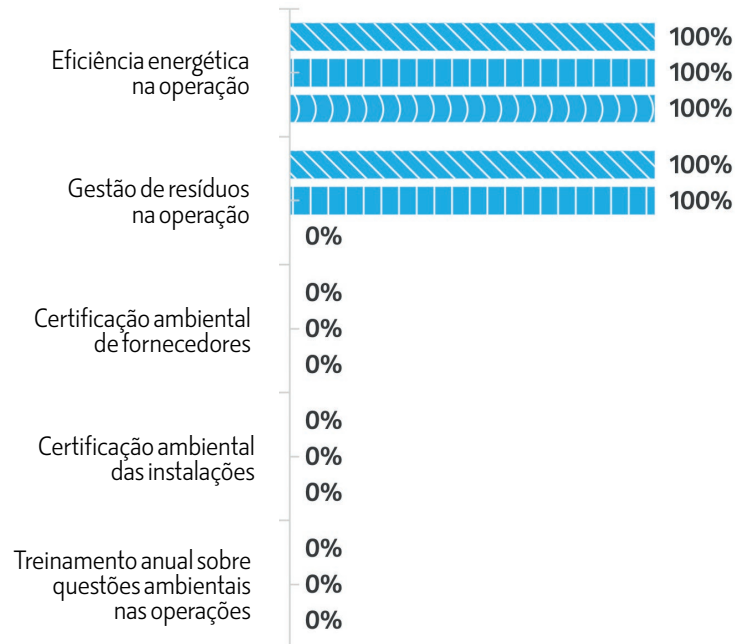 Eficiência energética
na operação
100%
100%
100%
Gestão de resíduos
na operação
100%
100%
0%
Certificação ambiental
de fornecedores
0%
0%
0%
Certificação ambiental
das instalações
0%
0%
0%
Treinamento anual sobre
questões ambientais
nas operações
0%
0%
0%